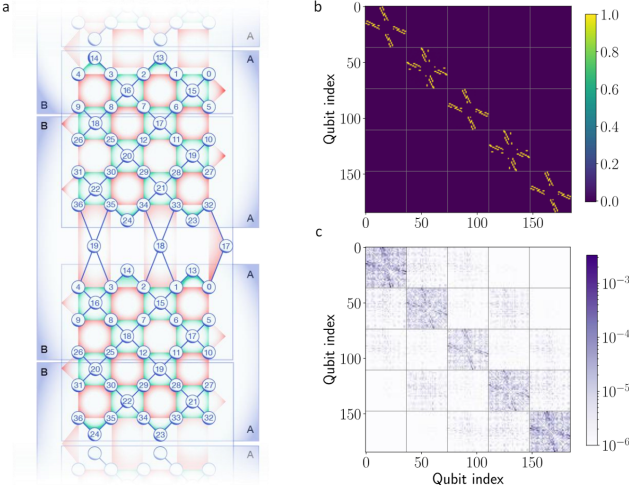 a
A
14 13
4 3 2 1 0
16 15
B
9 8 7 6 5
A
18 17
26 25 12 11 10
20 19
31 30 29 28 27
22 21
36 35 34 33 32
24 23
A
19 18 17
14 13
A
4 3 2 1 0
16 15
9 8 7 6 5
18 17
B
26 25 12 11 10
B
20 19
31 30 29 28 27
22 21
36 35 34 33 32
A
24 23
A
b
0
50
100
150
Qubit index
0 50 100 150
1.0
0.8
0.6
0.4
0.2
0.0
c
0
50
100
150
Qubit index
0 50 100 150
Qubit index
10⁻³
10⁻⁴
10⁻⁵
10⁻⁶